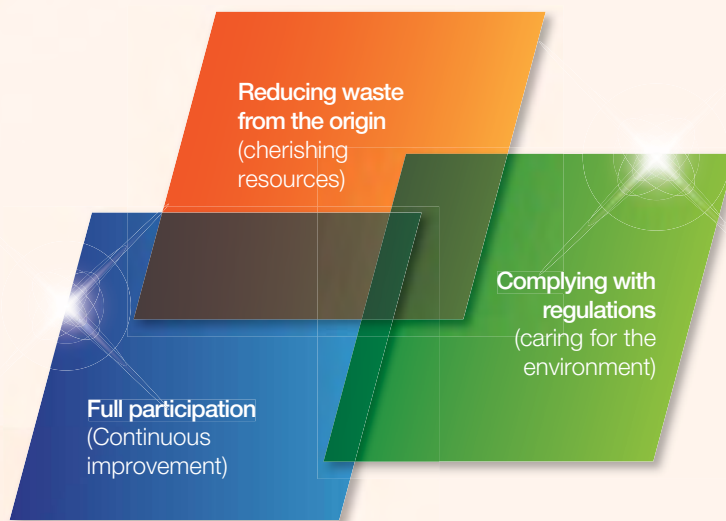 Reducing waste
from the origin
(cherishing
resources)
Complying with
regulations
(caring for the
environment)
Full participation
(Continuous
improvement)